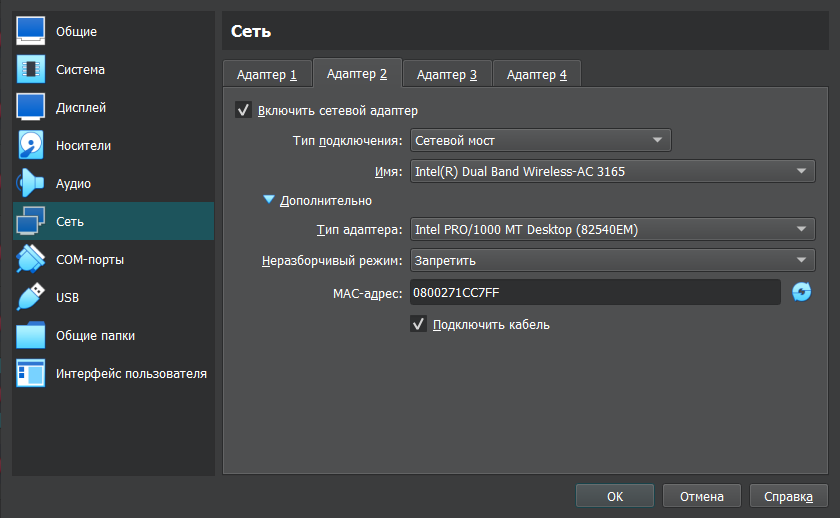 Общие
Система
Дисплей
Носители
Аудио
Сеть
COM-порты
USB
Общие папки
Интерфейс пользователя
Сеть
Адаптер 1
Адаптер 2
Адаптер 3
Адаптер 4
Включить сетевой адаптер
Тип подключения: Сетевой мост
Имя: Intel(R) Dual Band Wireless-AC 3165
Дополнительно
Тип адаптера: Intel PRO/1000 MT Desktop (82540EM)
Неразборчивый режим: Запретить
MAC-адрес: 0800271CC7FF
Подключить кабель
OK
Отмена
Справка